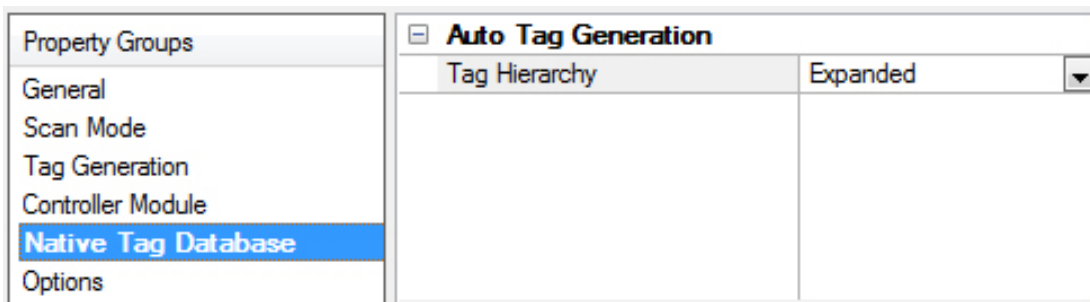 Property Groups
General
Scan Mode
Tag Generation
Controller Module
Native Tag Database
Options
Auto Tag Generation
Tag Hierarchy Expanded